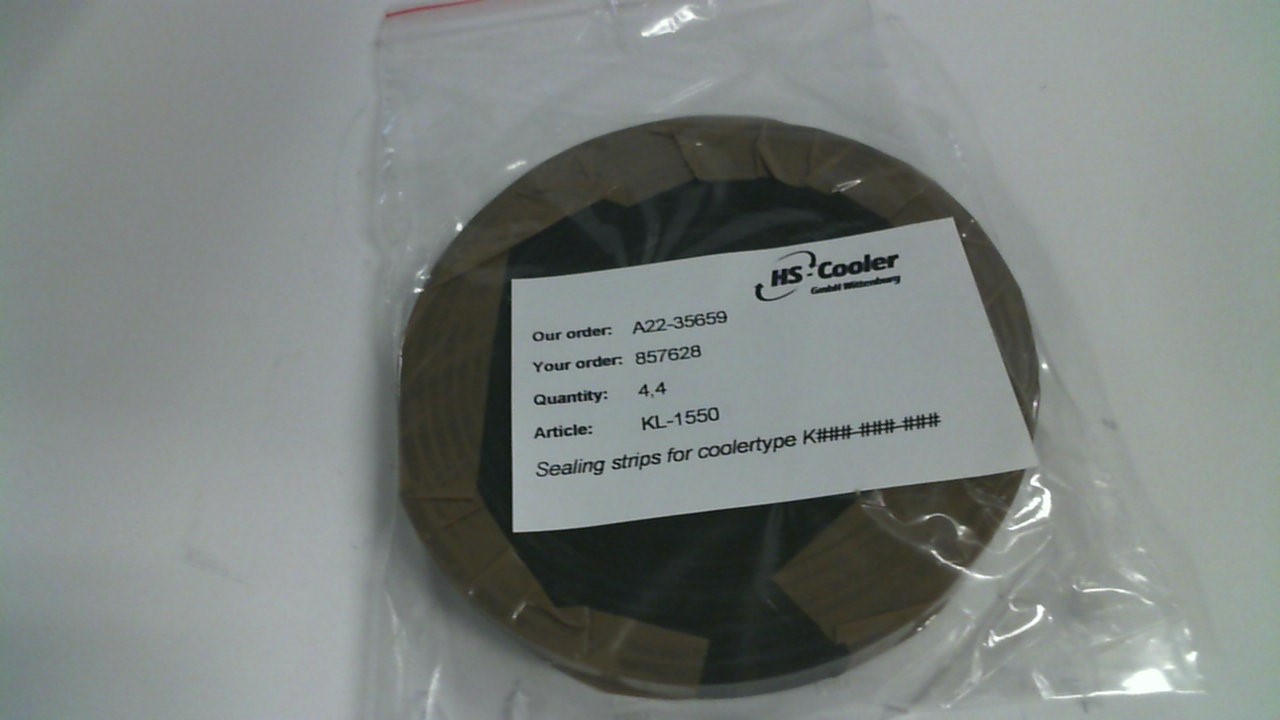 HS-Cooler
GmbH Wittenburg
Our order: A22-35659
Your order: 857628
Quantity: 4,4
Article: KL-1550
Sealing strips for coolertype K###-###-###